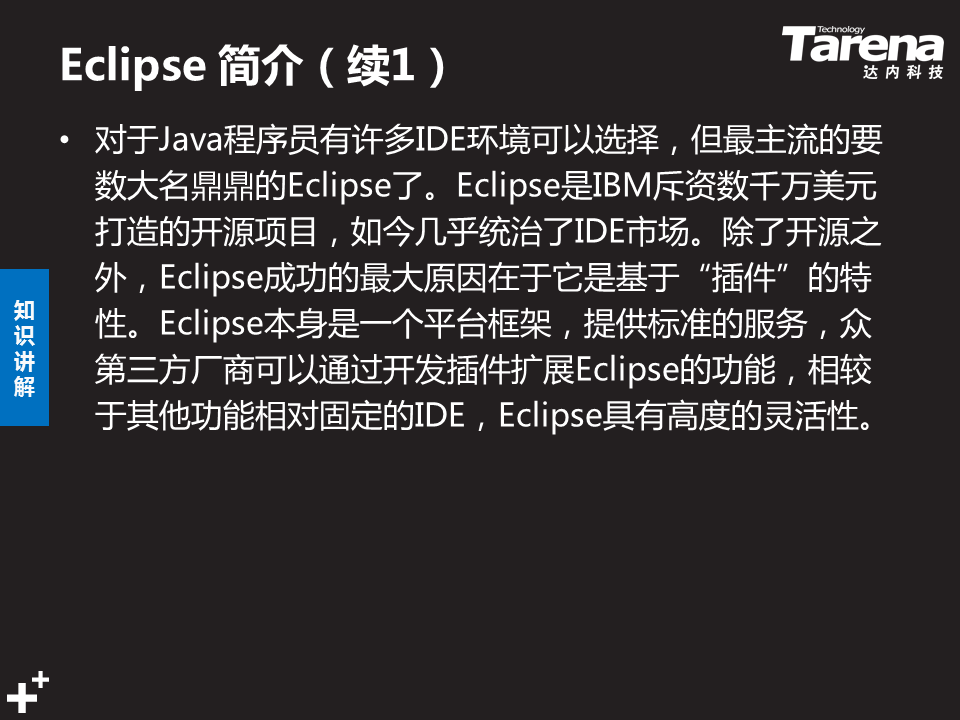 Eclipse 简介（续1）
Technology
Tarena
达内科技
• 对于Java程序员有许多IDE环境可以选择，但最主流的要
数大名鼎鼎的Eclipse了。Eclipse是IBM斥资数千万美元
打造的开源项目，如今几乎统治了IDE市场。除了开源之
外，Eclipse成功的最大原因在于它是基于“插件”的特
性。Eclipse本身是一个平台框架，提供标准的服务，众
第三方厂商可以通过开发插件扩展Eclipse的功能，相较
于其他功能相对固定的IDE，Eclipse具有高度的灵活性。
知
识
讲
解